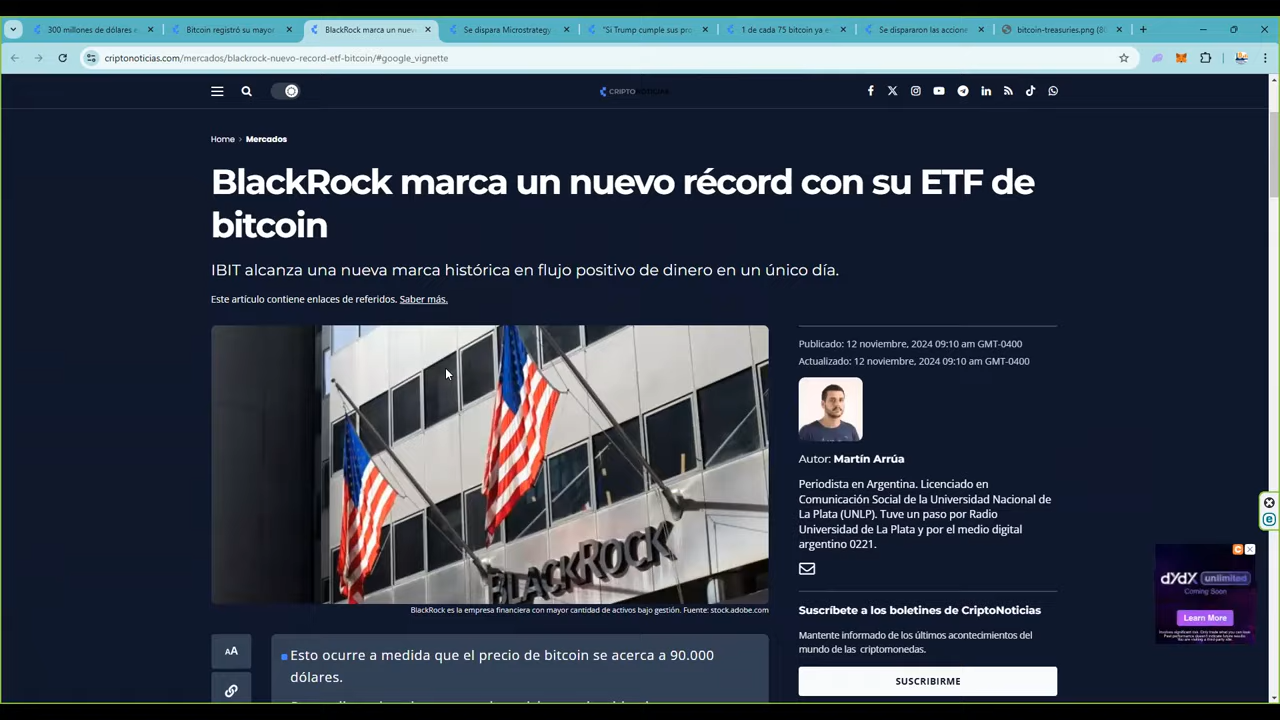 300 millones de dólares e
Bitcoin registró su mayor
BlackRock marca un nuev
Se dispara Microstrategy
"Si Trump cumple sus pro
1 de cada 75 bitcoin ya es
Se dispararon las accione
bitcoin-treasuries.png (8
criptonoticias.com/mercados/blackrock-nuevo-record-etf-bitcoin/#google_vignette
CRIPTONOTICIAS
Home › Mercados
BlackRock marca un nuevo récord con su ETF de
bitcoin
IBIT alcanza una nueva marca histórica en flujo positivo de dinero en un único día.
Este artículo contiene enlaces de referidos. Saber más.
BLACKROCK
BlackRock es la empresa financiera con mayor cantidad de activos bajo gestión. Fuente: stock.adobe.com
AA
Esto ocurre a medida que el precio de bitcoin se acerca a 90.000
dólares.
Publicado: 12 noviembre, 2024 09:10 am GMT-0400
Actualizado: 12 noviembre, 2024 09:10 am GMT-0400
Autor: Martín Arrúa
Periodista en Argentina. Licenciado en
Comunicación Social de la Universidad Nacional de
La Plata (UNLP). Tuve un paso por Radio
Universidad de La Plata y por el medio digital
argentino 0221.
Suscríbete a los boletines de CriptoNoticias
Mantente informado de los últimos acontecimientos del
mundo de las criptomonedas.
SUSCRIBIRME
dYdX unlimited
Coming Soon
Learn More